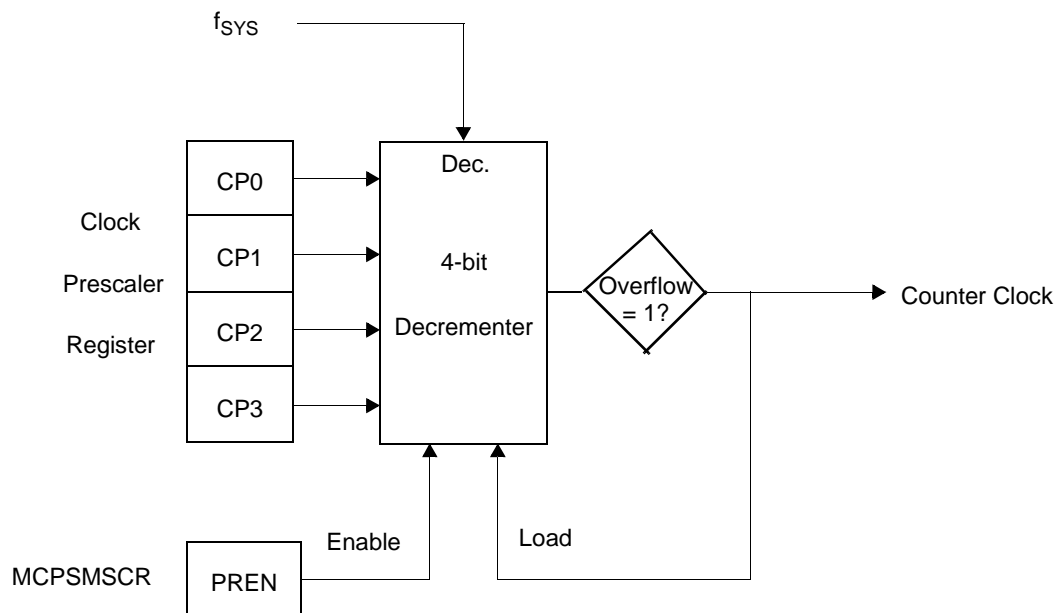 f_SYS
CP0
CP1
CP2
CP3
Clock
Prescaler
Register
Dec.
4-bit
Decrementer
Overflow
= 1?
Counter Clock
Enable
Load
MCPSMSCR
PREN